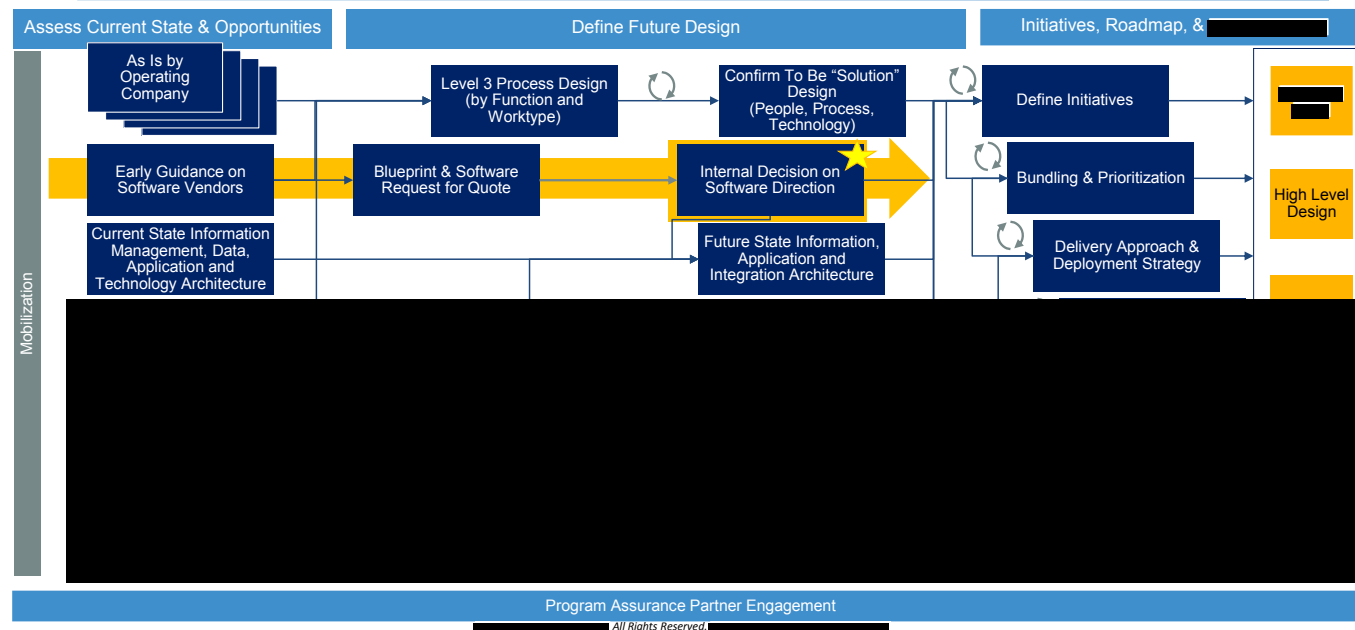 Assess Current State & Opportunities
Define Future Design
Initiatives, Roadmap, &
As Is by
Operating
Company
Level 3 Process Design
(by Function and
Worktype)
Confirm To Be “Solution”
Design
(People, Process,
Technology)
Define Initiatives
Early Guidance on
Software Vendors
Blueprint & Software
Request for Quote
Internal Decision on
Software Direction
Bundling & Prioritization
High Level
Design
Current State Information
Management, Data,
Application and
Technology Architecture
Future State Information,
Application and
Integration Architecture
Delivery Approach &
Deployment Strategy
Mobilization
Program Assurance Partner Engagement
All Rights Reserved.